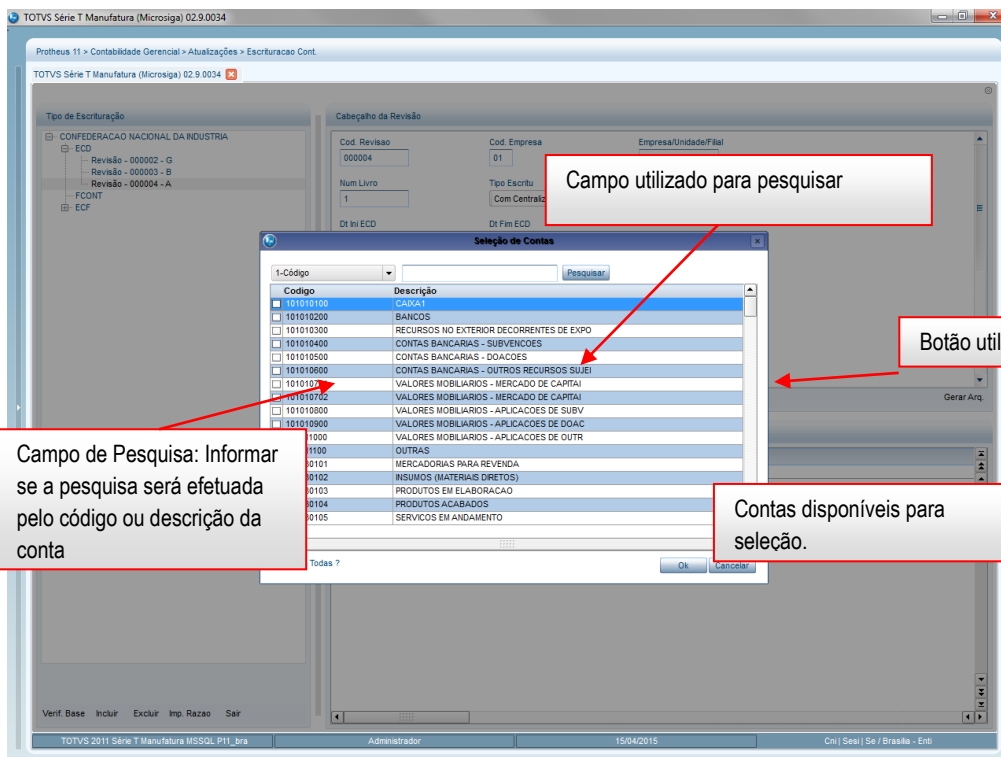 TOTVS Série T Manufatura (Microsiga) 02.9.0034
Protheus 11 > Contabilidade Gerencial > Atualizações > Escrituracao Cont.
TOTVS Série T Manufatura (Microsiga) 02.9.0034
Tipo de Escrituração
CONFEDERACAO NACIONAL DA INDUSTRIA
ECD
Revisão - 000002 - G
Revisão - 000003 - B
Revisão - 000004 - A
FCONT
ECF
Cabeçalho da Revisão
Cod. Revisao Cod. Empresa Empresa/Unidade/Filial
000004 01
Num Livro Tipo Escritu
1 Com Centraliz
Dt Ini ECD Dt Fim ECD
Campo utilizado para pesquisar
Seleção de Contas
1-Código Pesquisar
Codigo Descrição
101010100 CAIXA1
101010200 BANCOS
101010300 RECURSOS NO EXTERIOR DECORRENTES DE EXPO
101010400 CONTAS BANCARIAS - SUBVENCOES
101010500 CONTAS BANCARIAS - DOACOES
101010600 CONTAS BANCARIAS - OUTROS RECURSOS SUJEI
VALORES MOBILIARIOS - MERCADO DE CAPITAI
101010702 VALORES MOBILIARIOS - MERCADO DE CAPITAI
101010800 VALORES MOBILIARIOS - APLICACOES DE SUBV
101010900 VALORES MOBILIARIOS - APLICACOES DE DOAC
11000 VALORES MOBILIARIOS - APLICACOES DE OUTR
1100 OUTRAS
0101 MERCADORIAS PARA REVENDA
0102 INSUMOS (MATERIAIS DIRETOS)
0103 PRODUTOS EM ELABORACAO
0104 PRODUTOS ACABADOS
0105 SERVICOS EM ANDAMENTO
Todas ? Ok Cancelar
Botão util
Gerar Arq.
Campo de Pesquisa: Informar
se a pesquisa será efetuada
pelo código ou descrição da
conta
Contas disponíveis para
seleção.
Verif. Base Incluir Excluir Imp. Razao Sair
TOTVS 2011 Série T Manufatura MSSQL P11_bra Administrador 15/04/2015 Cni | Sesi | Se / Brasilia - Enti